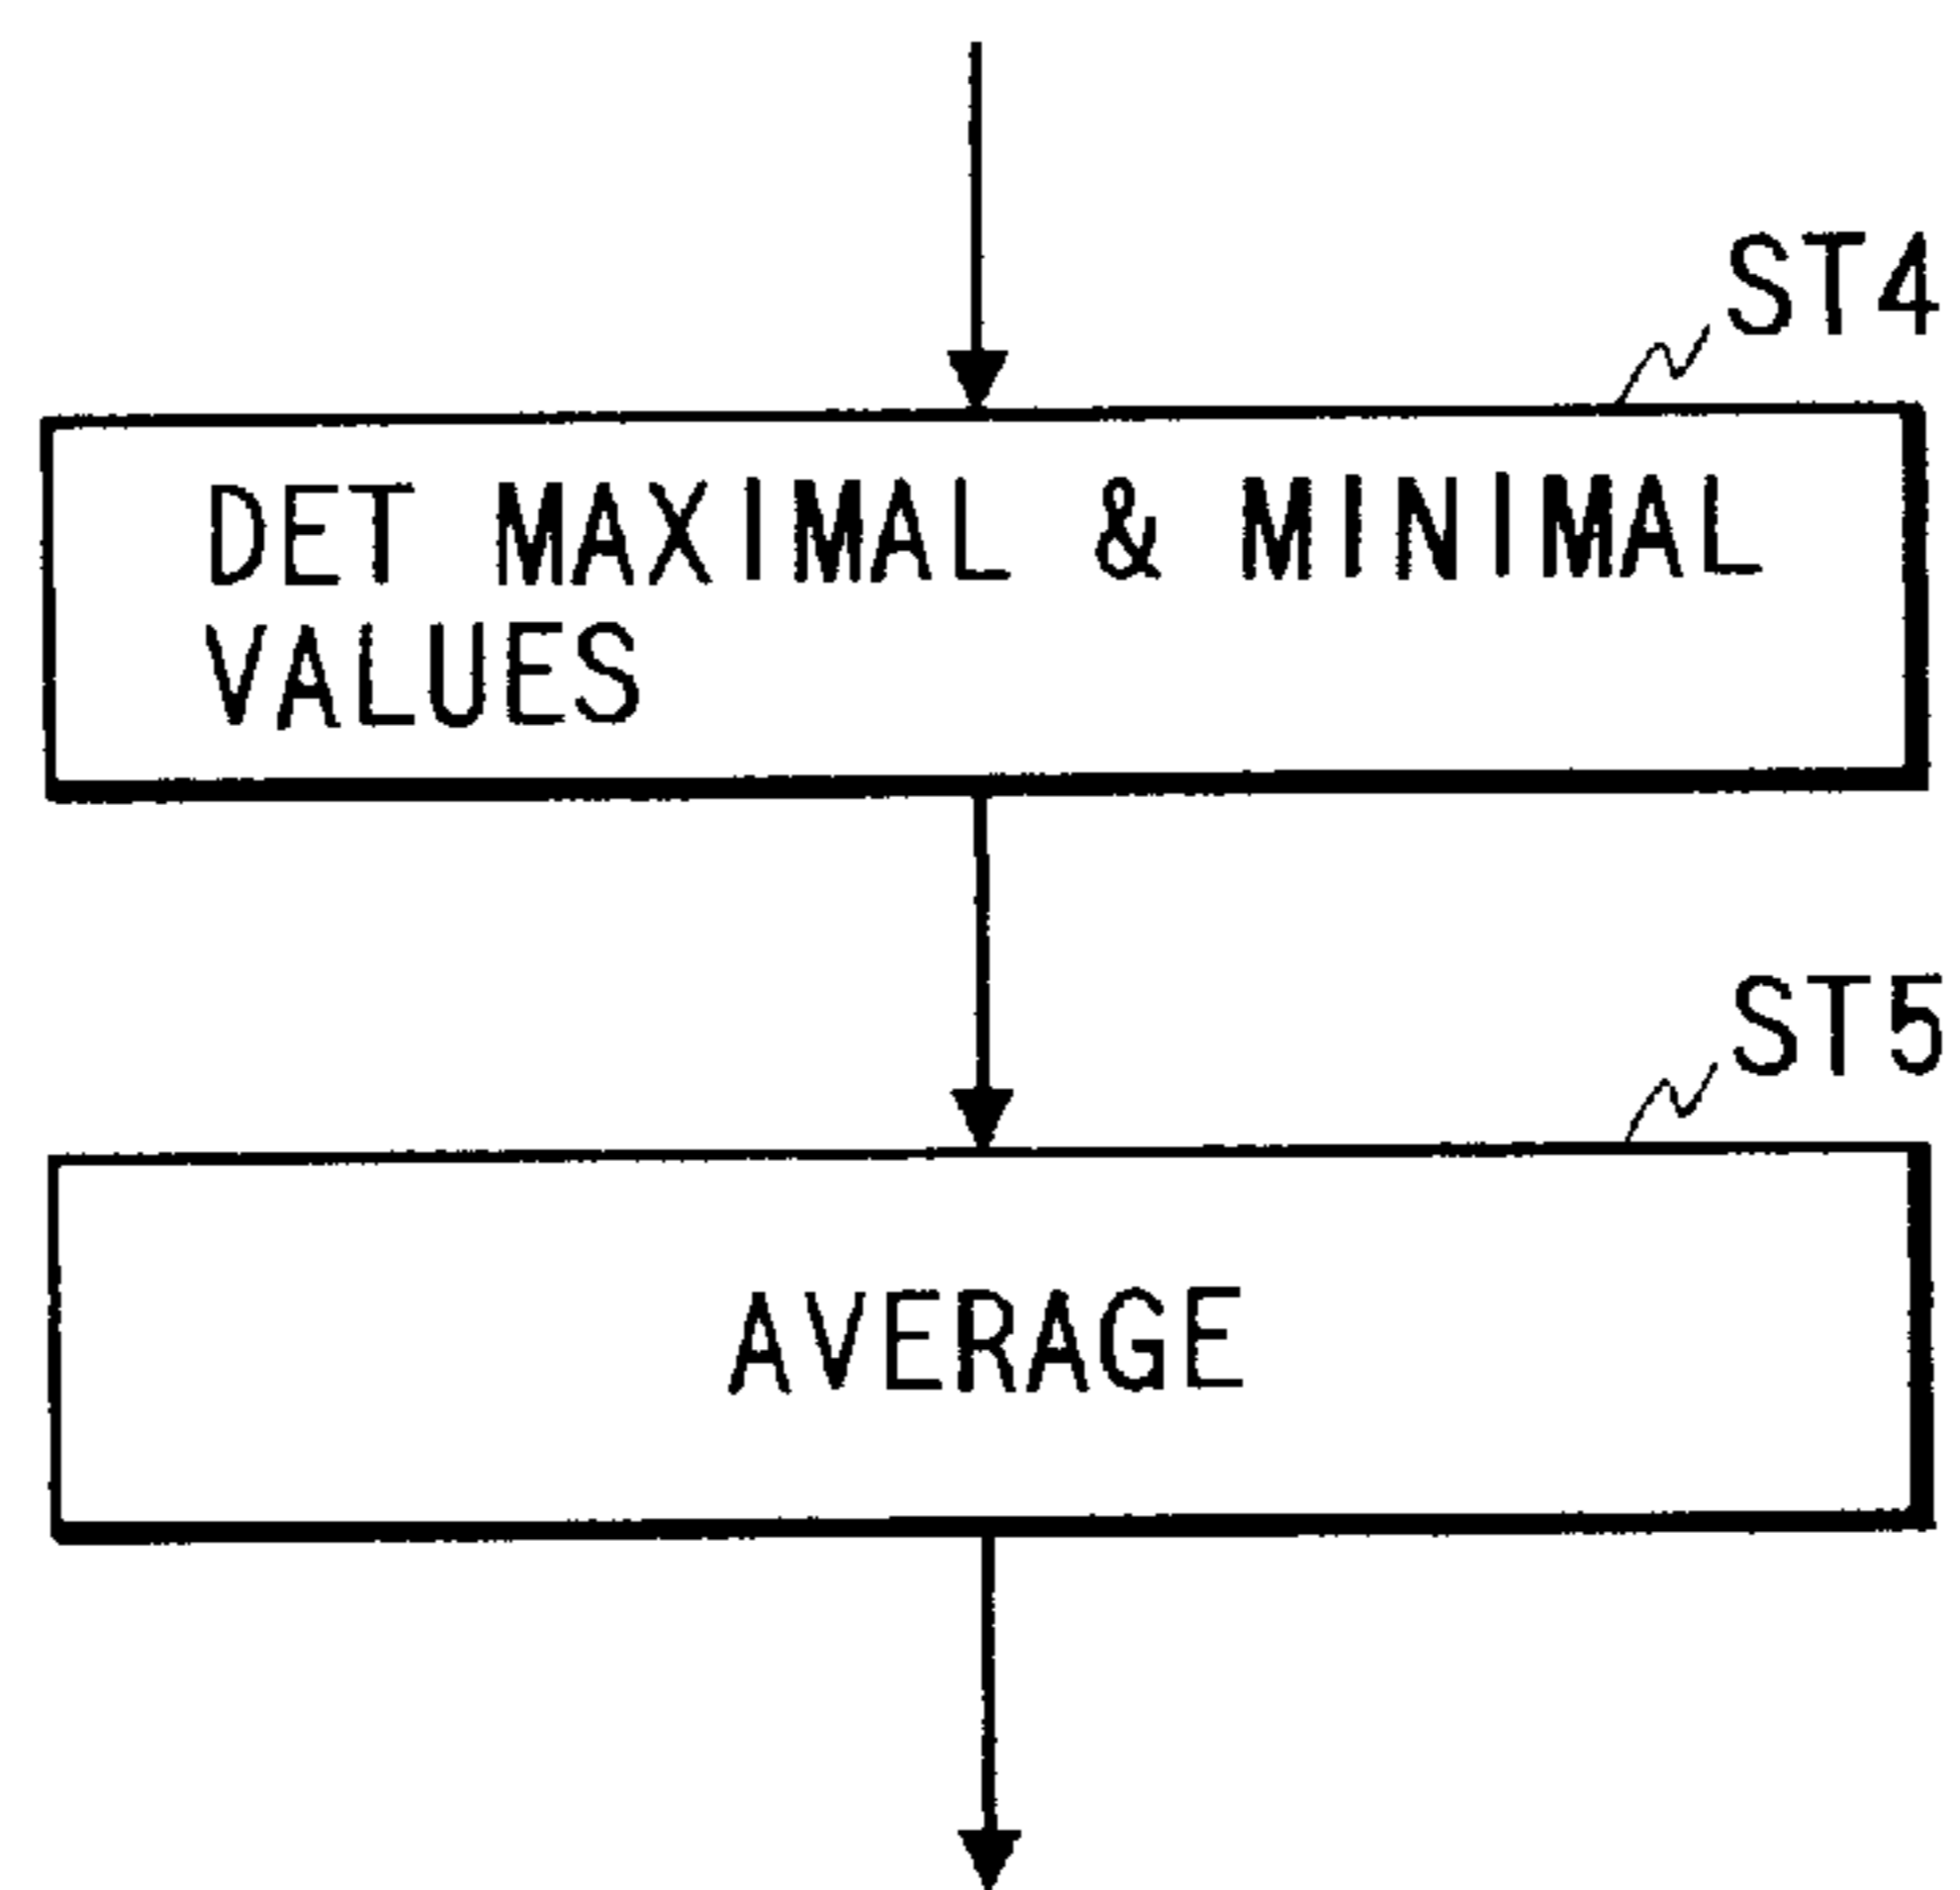 ST4
DET MAXIMAL & MINIMAL
VALUES
ST5
AVERAGE